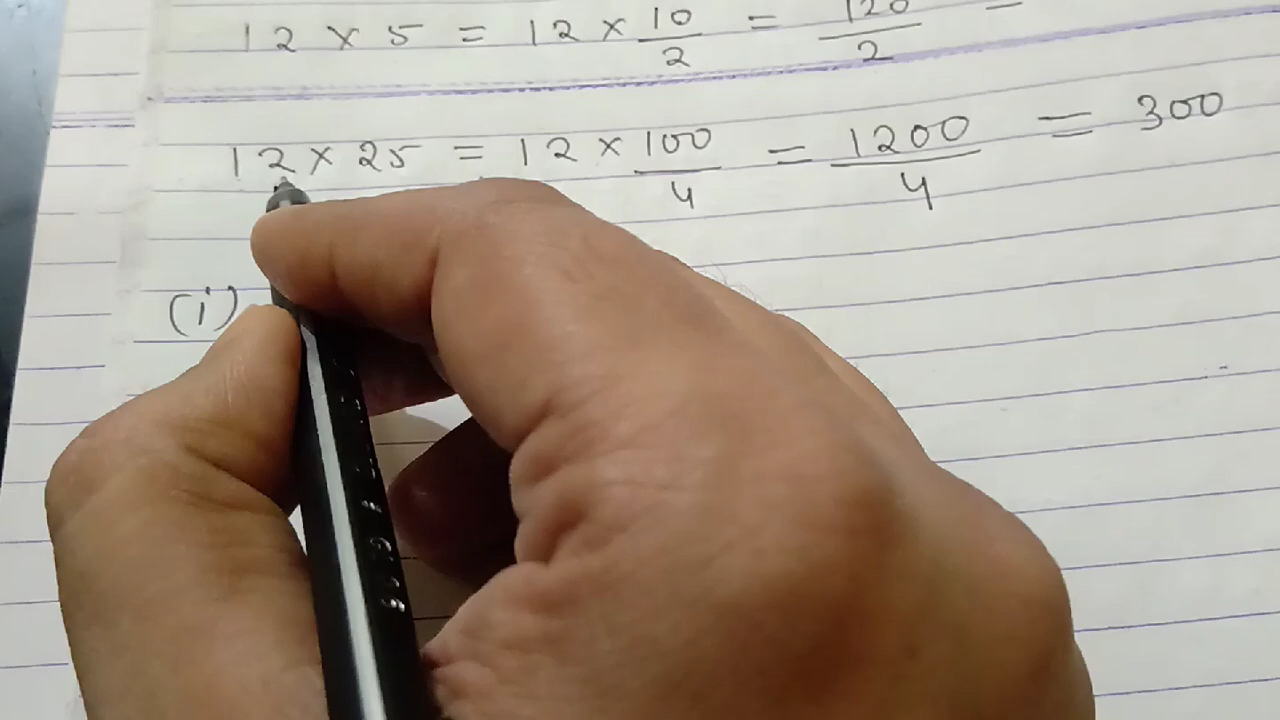 12 × 5 = 12 × 10/2 = 120/2 =
12 × 25 = 12 × 100/4 = 1200/4 = 300
(i)